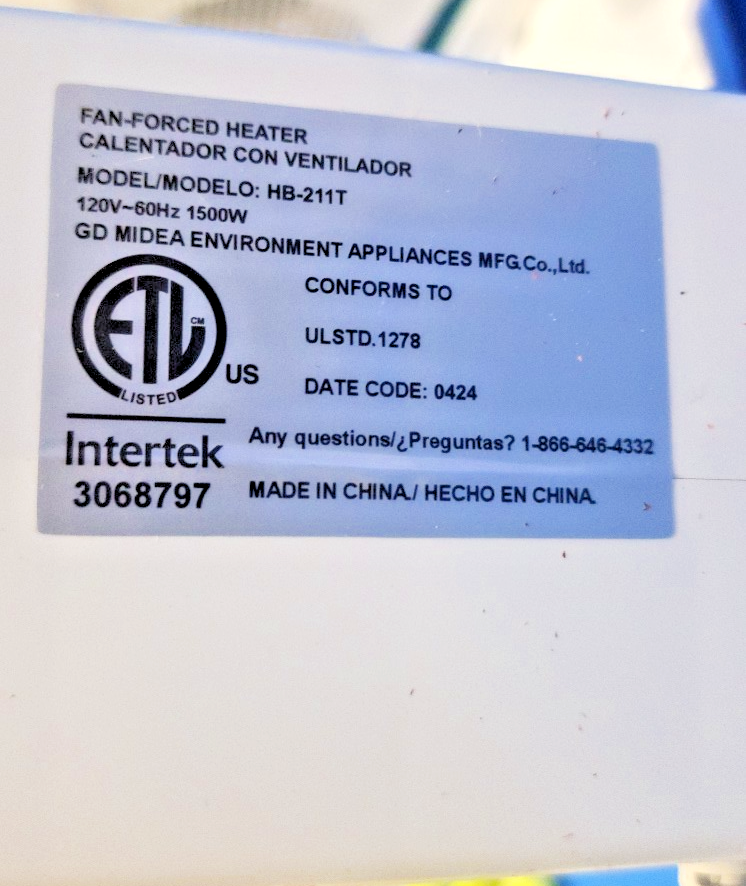 FAN-FORCED HEATER
CALENTADOR CON VENTILADOR
MODEL/MODELO: HB-211T
120V~60Hz 1500W
GD MIDEA ENVIRONMENT APPLIANCES MFG.Co.,Ltd.
ETL CM
LISTED
US
Intertek
3068797
CONFORMS TO
ULSTD.1278
DATE CODE: 0424
Any questions/¿Preguntas? 1-866-646-4332
MADE IN CHINA./ HECHO EN CHINA.